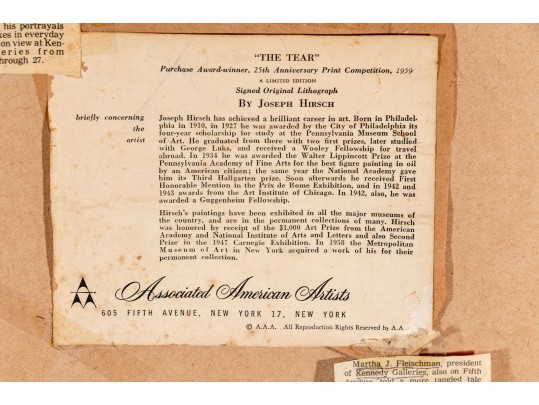 his portrayals
kes in everyday
on view at Ken-
eries from
hrough 27.
"THE TEAR"
Purchase Award-winner, 25th Anniversary Print Competition, 1959
A LIMITED EDITION
Signed Original Lithograph
BY JOSEPH HIRSCH
briefly concerning
the
artist
Joseph Hirsch has achieved a brilliant career in art. Born in Philadel-
phia in 1910, in 1927 he was awarded by the City of Philadelphia its
four-year scholarship for study at the Pennsylvania Museum School
of Art. He graduated from there with two first prizes, later studied
with George Luks, and received a Wooley Fellowship for travel
abroad. In 1934 he was awarded the Walter Lippincott Prize at the
Pennsylvania Academy of Fine Arts for the best figure painting in oil
by an American citizen; the same year the National Academy gave
him its Third Hallgarten prize. Soon afterwards he received First
Honorable Mention in the Prix de Rome Exhibition, and in 1942 and
1943 awards from the Art Institute of Chicago. In 1942, also, he was
awarded a Guggenheim Fellowship.
Hirsch's paintings have been exhibited in all the major museums of
the country, and are in the permanent collections of many. Hirsch
was honored by receipt of the $1,000 Art Prize from the American
Academy and National Institute of Arts and Letters and also Second
Prize in the 1947 Carnegie Exhibition. In 1958 the Metropolitan
Museum of Art in New York acquired a work of his for their
permanent collection.
AAA
Associated American Artists
605 FIFTH AVENUE, NEW YORK 17, NEW YORK
© A.A.A. All Reproduction Rights Reserved by A.A.
Martha J. Fleischman, president
of Kennedy Galleries, also on Fifth
Avenue, told a more tangled tale